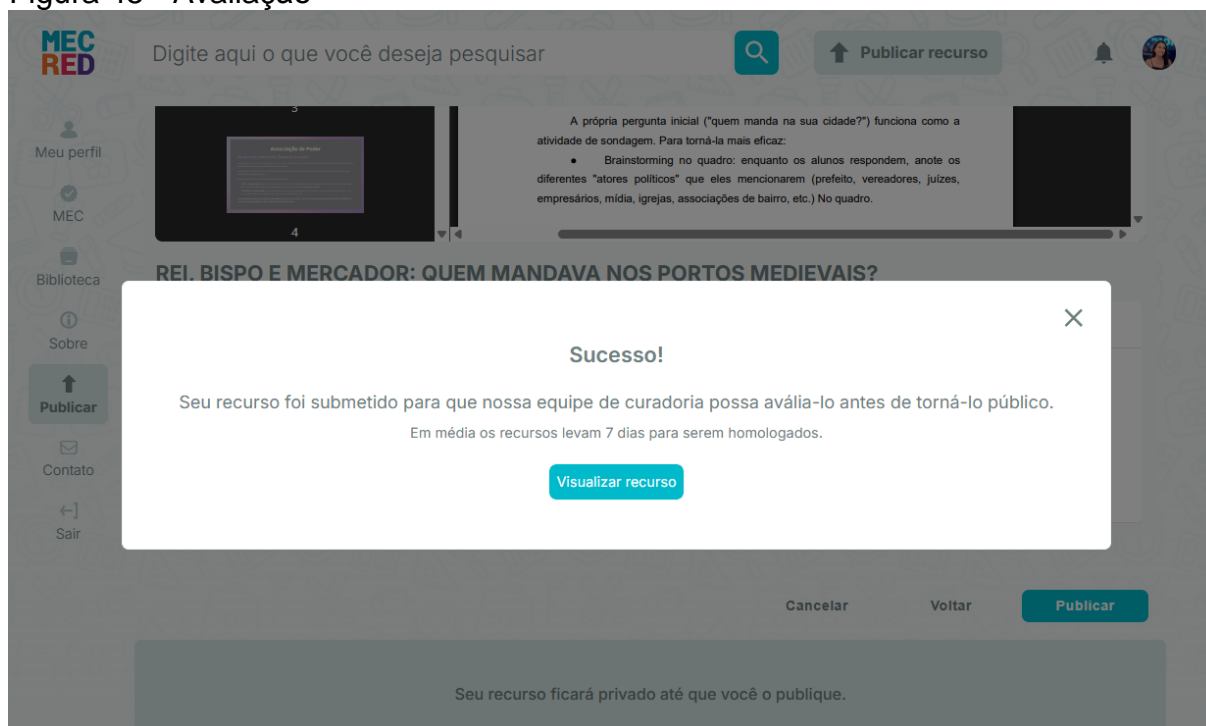 Figura 45 - Avaliação
MEC
RED
Digite aqui o que você deseja pesquisar
Publicar recurso
Meu perfil
MEC
Biblioteca
Sobre
Publicar
Contato
Sair
3
Associação de Poder
4
A própria pergunta inicial ("quem manda na sua cidade?") funciona como a
atividade de sondagem. Para torná-la mais eficaz:
● Brainstorming no quadro: enquanto os alunos respondem, anote os
diferentes "atores políticos" que eles mencionarem (prefeito, vereadores, juízes,
empresários, mídia, igrejas, associações de bairro, etc.) No quadro.
REI, BISPO E MERCADOR: QUEM MANDAVA NOS PORTOS MEDIEVAIS?
Sucesso!
Seu recurso foi submetido para que nossa equipe de curadoria possa avália-lo antes de torná-lo público.
Em média os recursos levam 7 dias para serem homologados.
Visualizar recurso
Cancelar
Voltar
Publicar
Seu recurso ficará privado até que você o publique.